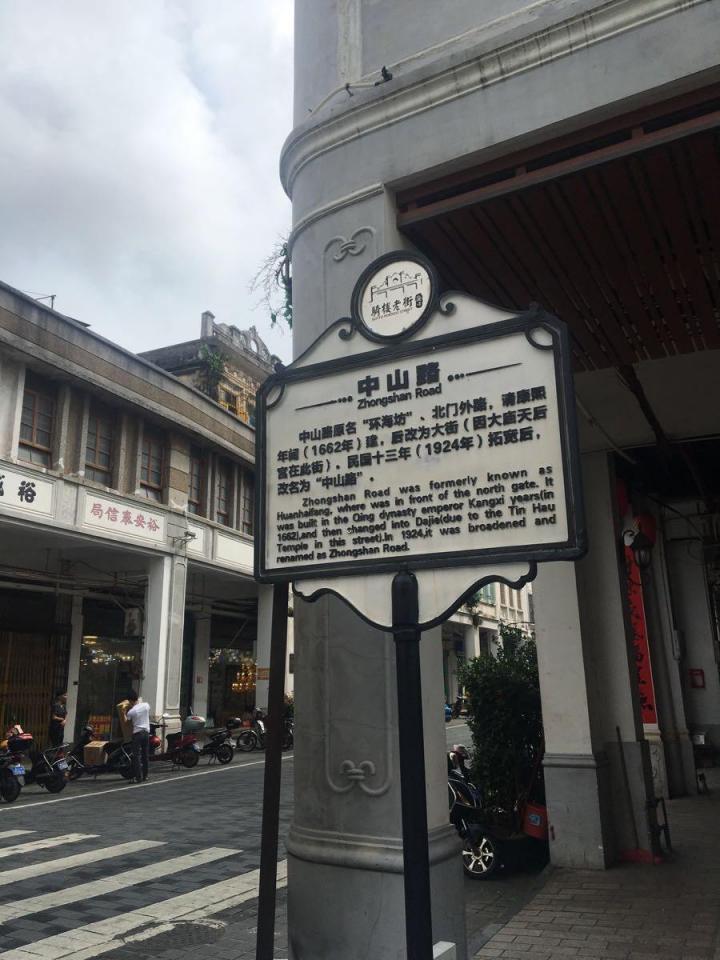 騎樓老街
中山路
Zhongshan Road
中山路原名“环海坊”、北门外路，清康熙
年间（1662年）建，后改为大街（因大庙天后
宫在此街），民国十三年（1924年）拓宽后，
改名为“中山路”。
Zhongshan Road was formerly known as
Huanhaifang, where was in front of the north gate. It
was built in the Qing dynasty emperor Kangxi years(in
1662),and then changed into Dajie(due to the Tin Hau
Temple in this street).In 1924,it was broadened and
renamed as Zhongshan Road.
局信東安裕
裕